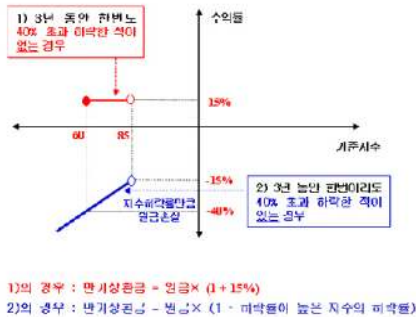 1) 3년 동안 한번도
40% 초과 하락한 적이
없는 경우
수익률
15%
60
85
기준지수
-15%
지수하락률만큼
원금손실
-40%
2) 3년 동안 한번이라도
40% 초과 하락한 적이
있는 경우
1)의 경우 : 만기상환금 = 원금× (1+15%)
2)의 경우 : 만기상환금 = 원금× (1 - 하락률이 높은 지수의 하락률)